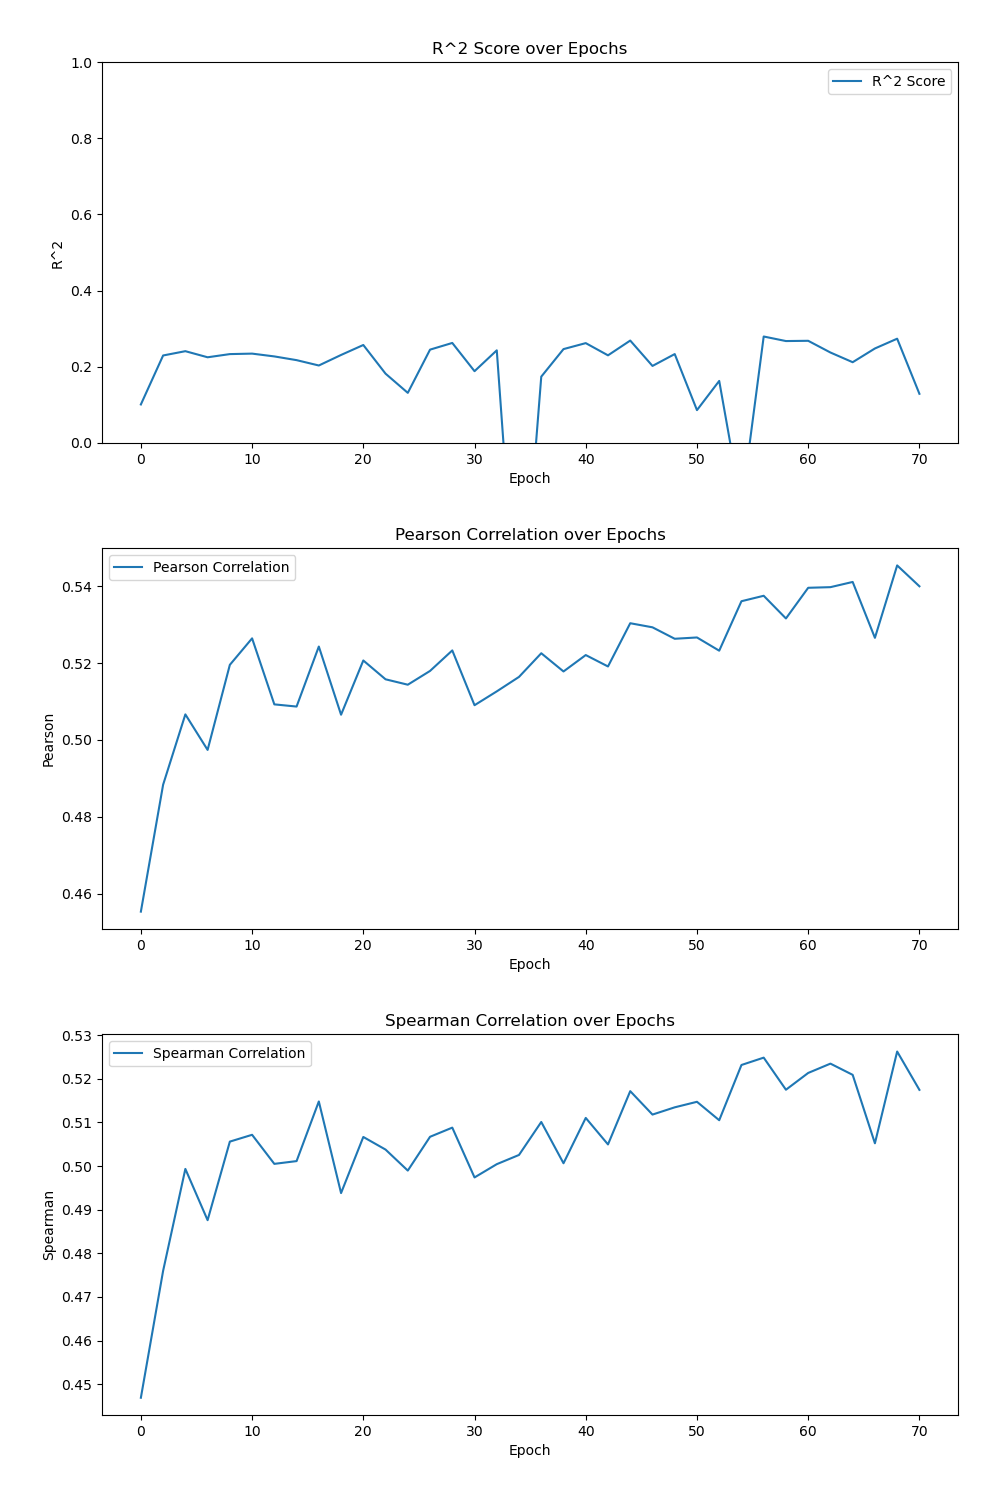 R^2 Score over Epochs
1.0
0.8
0.6
0.4
0.2
0.0
R^2
R^2 Score
0 10 20 30 40 50 60 70
Epoch
Pearson Correlation over Epochs
0.54
0.52
0.50
0.48
0.46
Pearson
Pearson Correlation
0 10 20 30 40 50 60 70
Epoch
Spearman Correlation over Epochs
0.53
0.52
0.51
0.50
0.49
0.48
0.47
0.46
0.45
Spearman
Spearman Correlation
0 10 20 30 40 50 60 70
Epoch